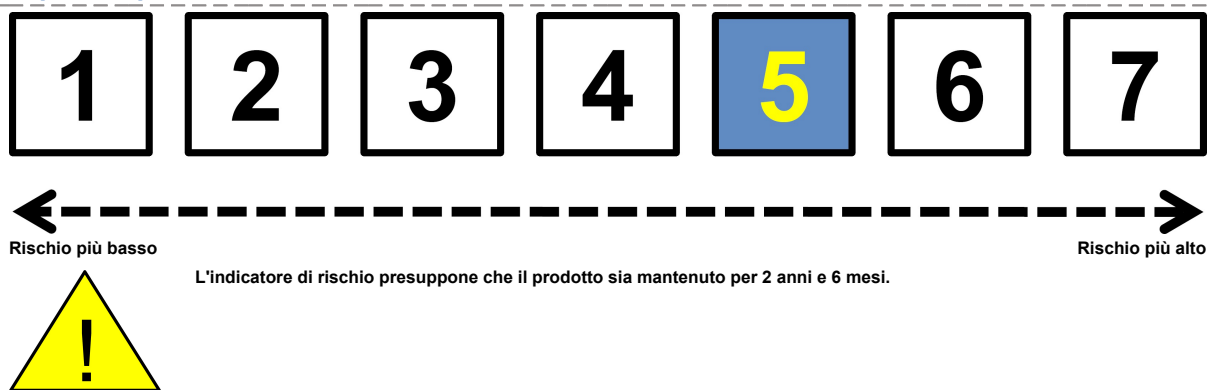 1 2 3 4 5 6 7
Rischio più basso Rischio più alto
L'indicatore di rischio presuppone che il prodotto sia mantenuto per 2 anni e 6 mesi.
!